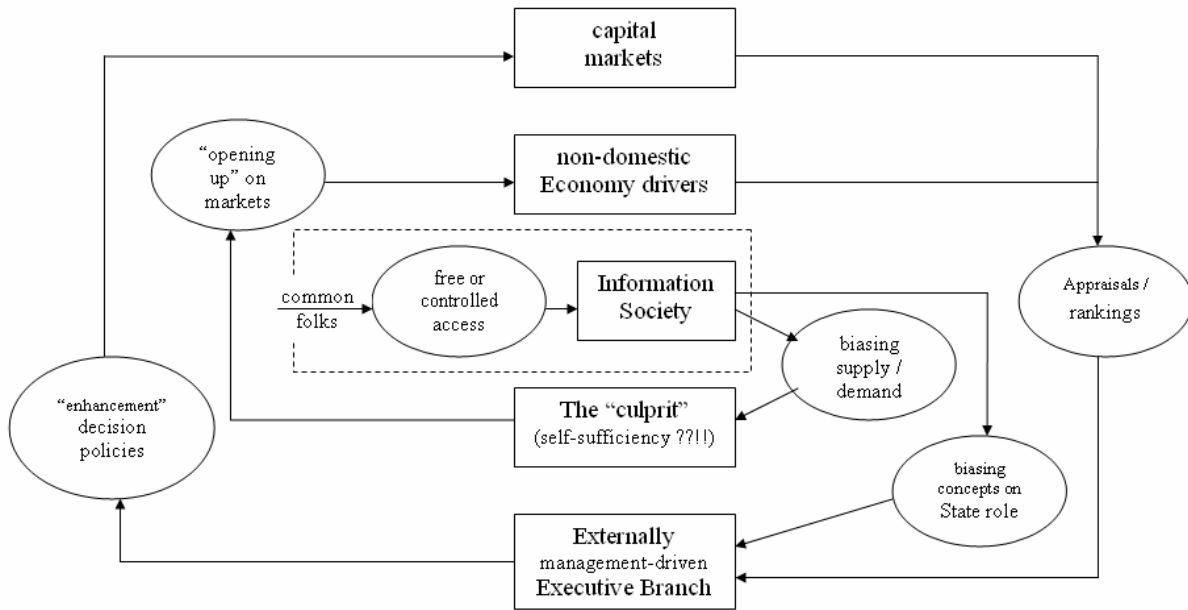 capital
markets
“opening
up” on
markets
non-domestic
Economy drivers
common
folks
free or
controlled
access
Information
Society
Appraisals /
rankings
biasing
supply /
demand
“enhancement”
decision
policies
The “culprit”
(self-sufficiency ??!!)
biasing
concepts on
State role
Externally
management-driven
Executive Branch